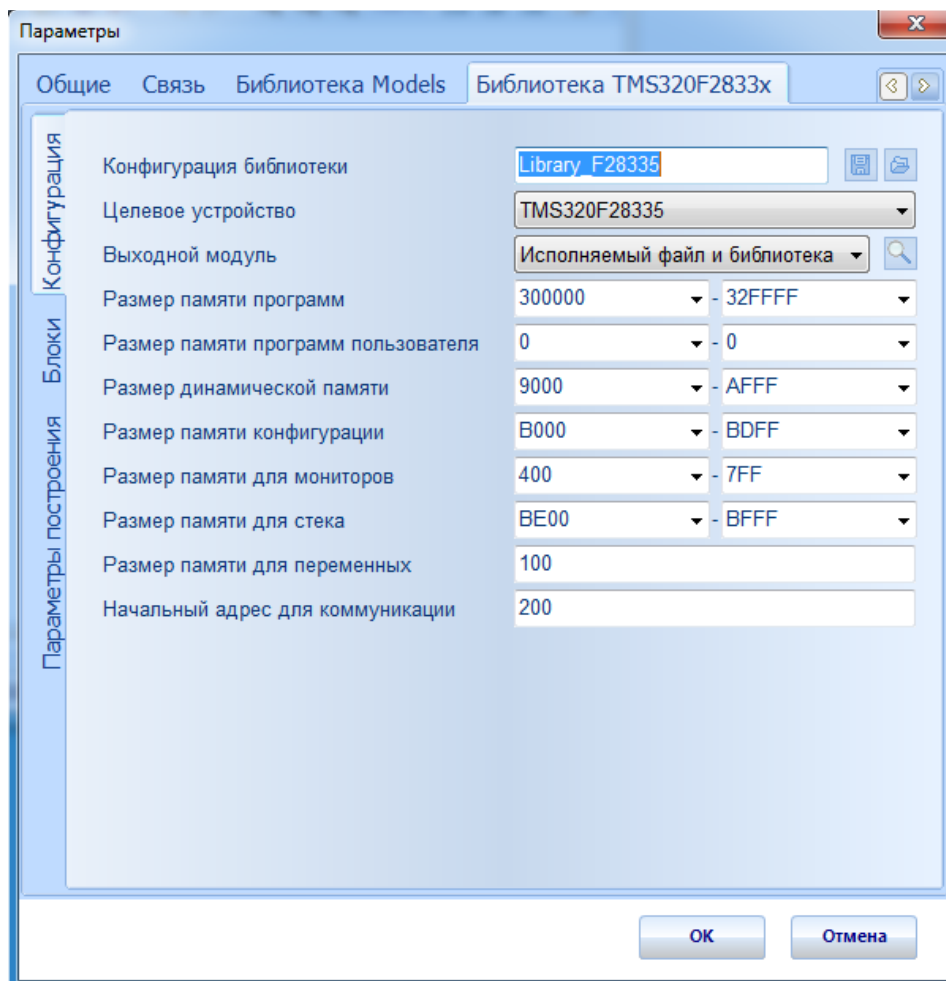 Параметры
Общие Связь Библиотека Models Библиотека TMS320F2833x
Конфигурация
Блоки
Параметры построения
Конфигурация библиотеки Library_F28335
Целевое устройство TMS320F28335
Выходной модуль Исполняемый файл и библиотека
Размер памяти программ 300000 - 32FFFF
Размер памяти программ пользователя 0 - 0
Размер динамической памяти 9000 - AFFF
Размер памяти конфигурации B000 - BDFF
Размер памяти для мониторов 400 - 7FF
Размер памяти для стека BE00 - BFFF
Размер памяти для переменных 100
Начальный адрес для коммуникации 200
OK Отмена